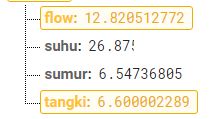 flow: 12.820512772
suhu: 26.875
sumur: 6.54736805
tangki: 6.600002289